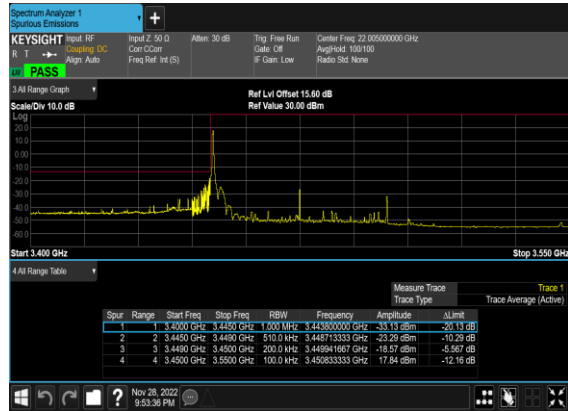 Spectrum Analyzer 1
Spurious Emissions
+
KEYSIGHT Input: RF Input Z: 50 Ω Atten: 30 dB Trig: Free Run Center Freq: 22.005000000 GHz
R T Coupling: DC Corr CCorr Gate: Off Avg|Hold: 100/100
Align: Auto Freq Ref: Int (S) IF Gain: Low Radio Std: None
PASS
3 All Range Graph
Ref Lvl Offset 15.60 dB
Scale/Div 10.0 dB Ref Value 30.00 dBm
Log
20.0
10.0
0.00
-10.0
-20.0
-30.0
-40.0
-50.0
-60.0
Start 3.400 GHz Stop 3.550 GHz
4 All Range Table
Measure Trace Trace 1
Trace Type Trace Average (Active)
Spur Range Start Freq Stop Freq RBW Frequency Amplitude ΔLimit
1 1 3.4000 GHz 3.4450 GHz 1.000 MHz 3.443800000 GHz -33.13 dBm -20.13 dB
2 2 3.4450 GHz 3.4490 GHz 510.0 kHz 3.448713333 GHz -23.29 dBm -10.29 dB
3 3 3.4490 GHz 3.4500 GHz 200.0 kHz 3.449941667 GHz -18.57 dBm -5.567 dB
4 4 3.4500 GHz 3.5500 GHz 100.0 kHz 3.450833333 GHz 17.84 dBm -12.16 dB
?
Nov 28, 2022
9:53:36 PM